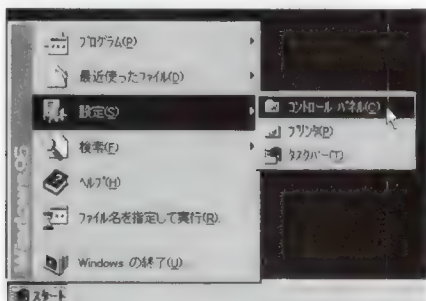 プログラム(P)
最近使ったファイル(D)
設定(S)
検索(F)
ヘルプ(H)
ファイル名を指定して実行(R)
Windows の終了(U)
コントロール パネル(C)
プリンタ(P)
タスクバー(T)
スタート
Windows 95